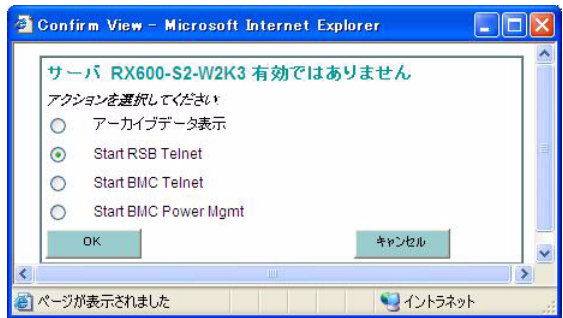 Confirm View - Microsoft Internet Explorer
サーバ RX600-S2-W2K3 有効ではありません
アクションを選択してください
アーカイブデータ表示
Start RSB Telnet
Start BMC Telnet
Start BMC Power Mgmt
OK キャンセル
ページが表示されました イントラネット